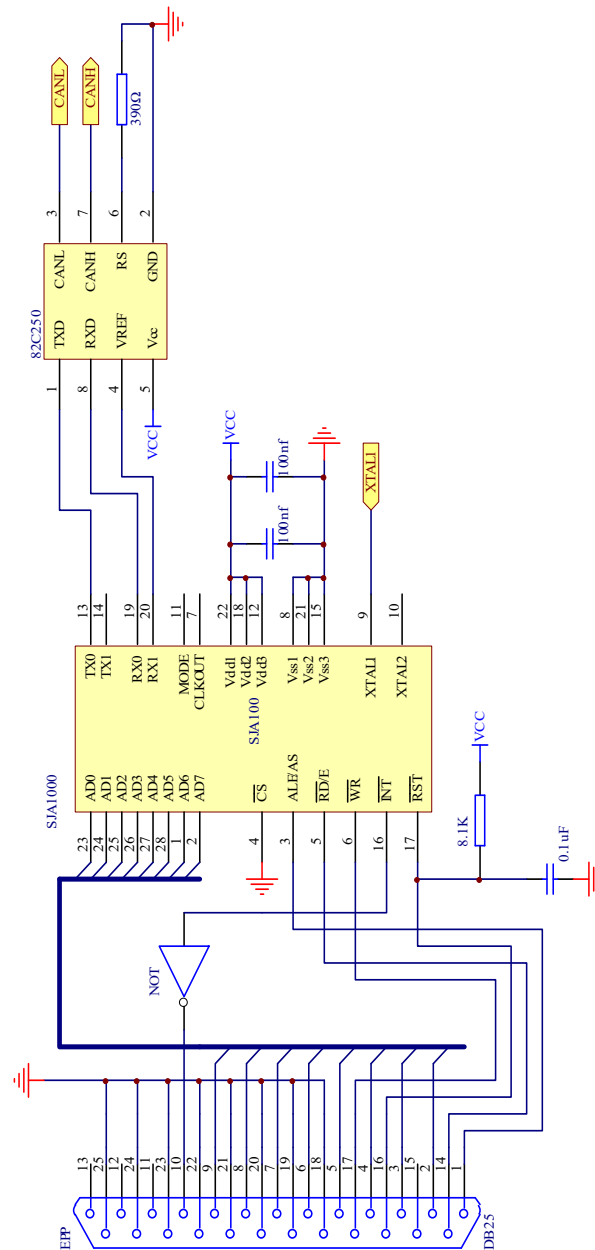 CANL
CANH
390Ω
3
7
6
2
82C250
CANL
CANH
RS
GND
TXD
RXD
VREF
Vcc
1
8
4
5
VCC
VCC
100nf
100nf
XTAL1
13
14
19
20
11
7
22
18
12
8
21
15
9
10
TX0
TX1
RX0
RX1
MODE
CLKOUT
Vdd1
Vdd2
Vdd3
Vss1
Vss2
Vss3
XTAL1
XTAL2
SJA100
SJA1000
AD0
AD1
AD2
AD3
AD4
AD5
AD6
AD7
CS
ALE/AS
RD/E
WR
INT
RST
23
24
25
26
27
28
1
2
4
3
5
6
16
17
VCC
8.1K
0.1uF
NOT
13
25
12
24
11
23
10
22
9
21
8
20
7
19
6
18
5
17
4
16
3
15
2
14
1
EPP
DB25